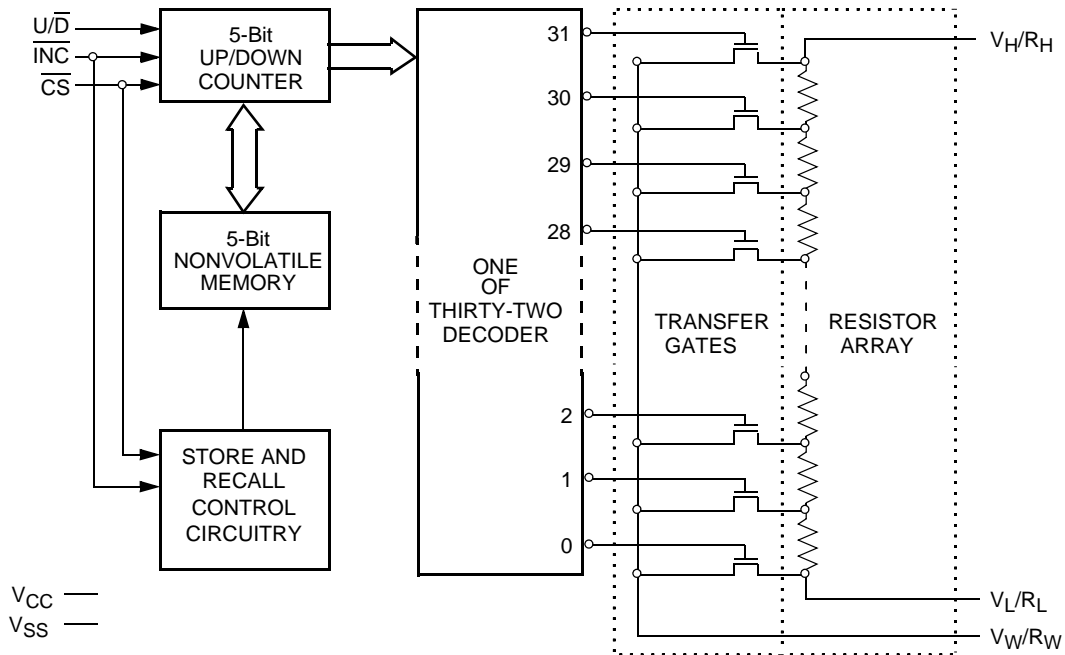 U/D
INC
CS
5-Bit
UP/DOWN
COUNTER
5-Bit
NONVOLATILE
MEMORY
STORE AND
RECALL
CONTROL
CIRCUITRY
VCC
VSS
ONE
OF
THIRTY-TWO
DECODER
31
30
29
28
2
1
0
TRANSFER
GATES
RESISTOR
ARRAY
VH/RH
VL/RL
VW/RW